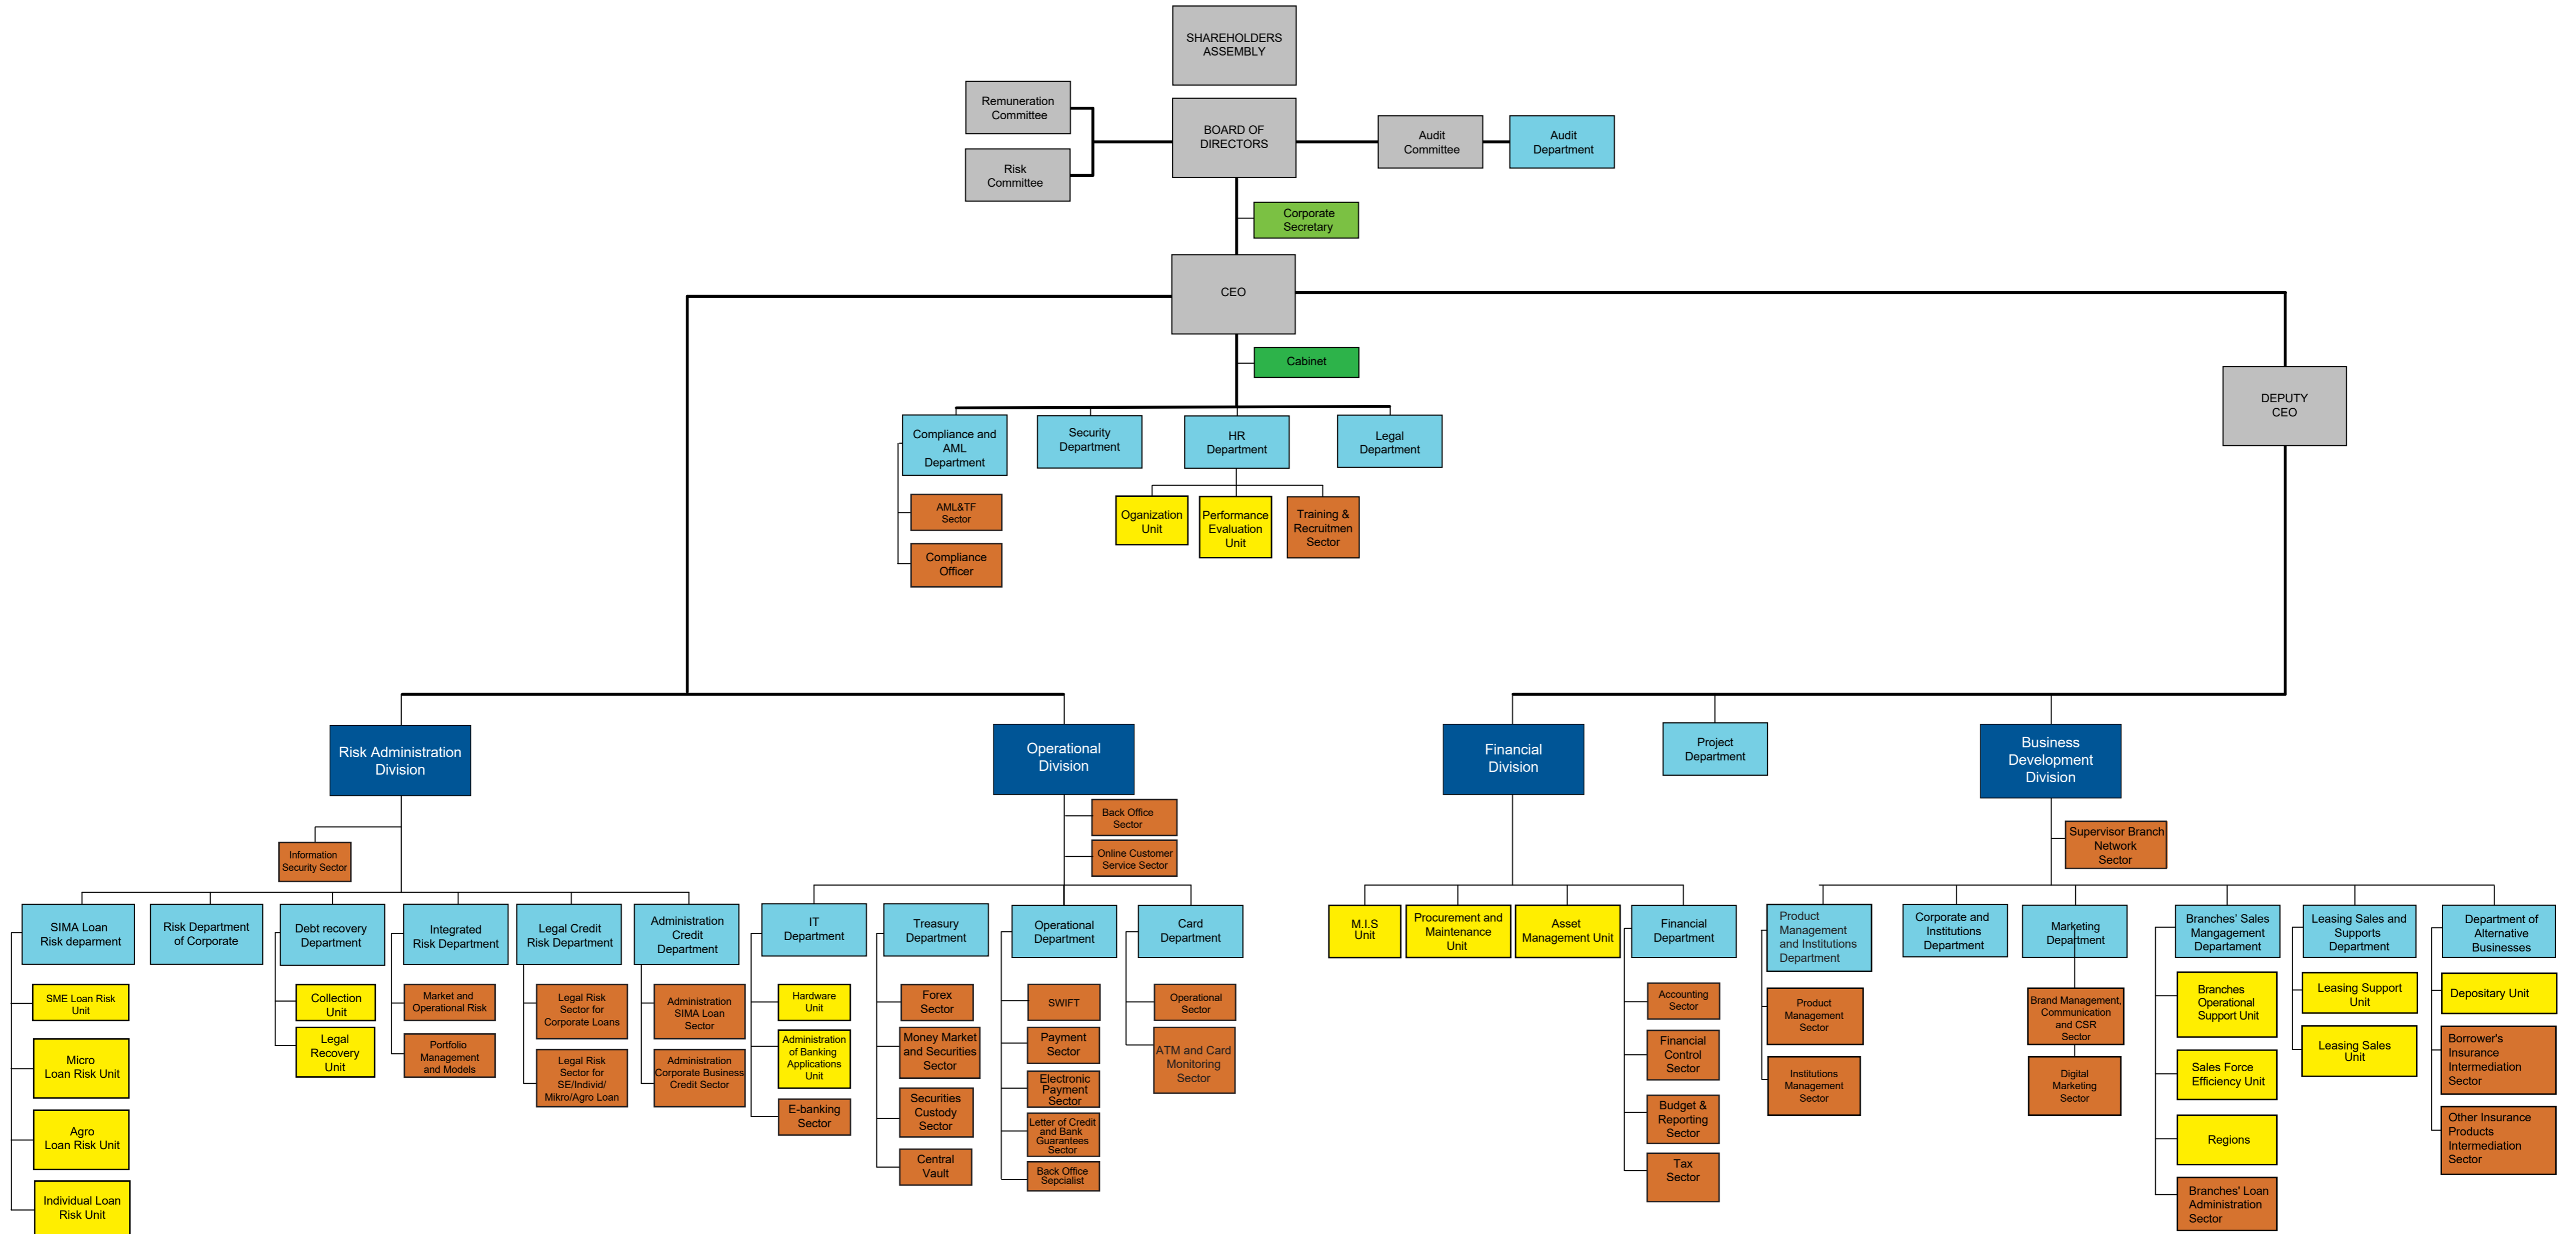 SHAREHOLDERS
ASSEMBLY
Remuneration
Committee
Risk
Committee
BOARD OF
DIRECTORS
Audit
Committee
Audit
Department
Corporate
Secretary
CEO
Cabinet
DEPUTY
CEO
Compliance and
AML
Department
Security
Department
HR
Department
Legal
Department
AML&TF
Sector
Compliance
Officer
Oganization
Unit
Performance
Evaluation
Unit
Training &
Recruitmen
Sector
Risk Administration
Division
Operational
Division
Financial
Division
Project
Department
Business
Development
Division
Information
Security Sector
Back Office
Sector
Online Customer
Service Sector
Supervisor Branch
Network
Sector
SIMA Loan
Risk deparment
Risk Department
of Corporate
Debt recovery
Department
Integrated
Risk Department
Legal Credit
Risk Department
Administration
Credit
Department
IT
Department
Treasury
Department
Operational
Department
Card
Department
M.I.S
Unit
Procurement and
Maintenance
Unit
Asset
Management Unit
Financial
Department
Product
Management
and Institutions
Department
Corporate and
Institutions
Department
Marketing
Department
Branches' Sales
Mangagement
Departament
Leasing Sales and
Supports
Department
Department of
Alternative
Businesses
SME Loan Risk
Unit
Micro
Loan Risk Unit
Agro
Loan Risk Unit
Individual Loan
Risk Unit
Collection
Unit
Legal
Recovery
Unit
Market and
Operational Risk
Portfolio
Management
and Models
Legal Risk
Sector for
Corporate Loans
Legal Risk
Sector for
SE/Individ/
Mikro/Agro Loan
Administration
SIMA Loan
Sector
Administration
Corporate Business
Credit Sector
Hardware
Unit
Administration
of Banking
Applications
Unit
E-banking
Sector
Forex
Sector
Money Market
and Securities
Sector
Securities
Custody
Sector
Central
Vault
SWIFT
Payment
Sector
Electronic
Payment
Sector
Letter of Credit
and Bank
Guarantees
Sector
Back Office
Sepcialist
Operational
Sector
ATM and Card
Monitoring
Sector
Accounting
Sector
Financial
Control
Sector
Budget &
Reporting
Sector
Tax
Sector
Product
Management
Sector
Institutions
Management
Sector
Brand Management,
Communication
and CSR
Sector
Digital
Marketing
Sector
Branches
Operational
Support Unit
Sales Force
Efficiency Unit
Regions
Branches' Loan
Administration
Sector
Leasing Support
Unit
Leasing Sales
Unit
Depositary Unit
Borrower's
Insurance
Intermediation
Sector
Other Insurance
Products
Intermediation
Sector